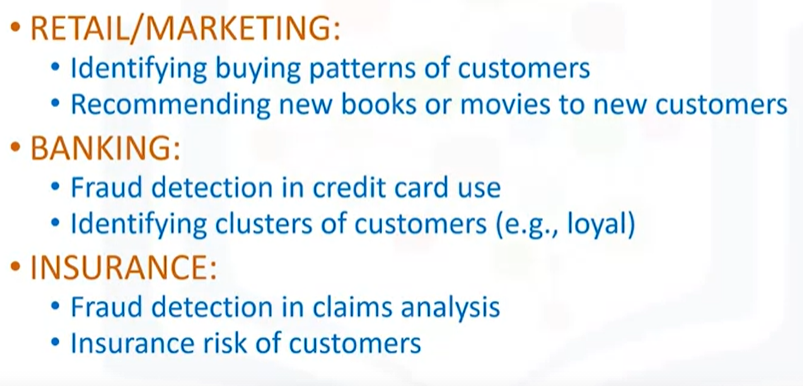 • RETAIL/MARKETING:
• Identifying buying patterns of customers
• Recommending new books or movies to new customers
• BANKING:
• Fraud detection in credit card use
• Identifying clusters of customers (e.g., loyal)
• INSURANCE:
• Fraud detection in claims analysis
• Insurance risk of customers